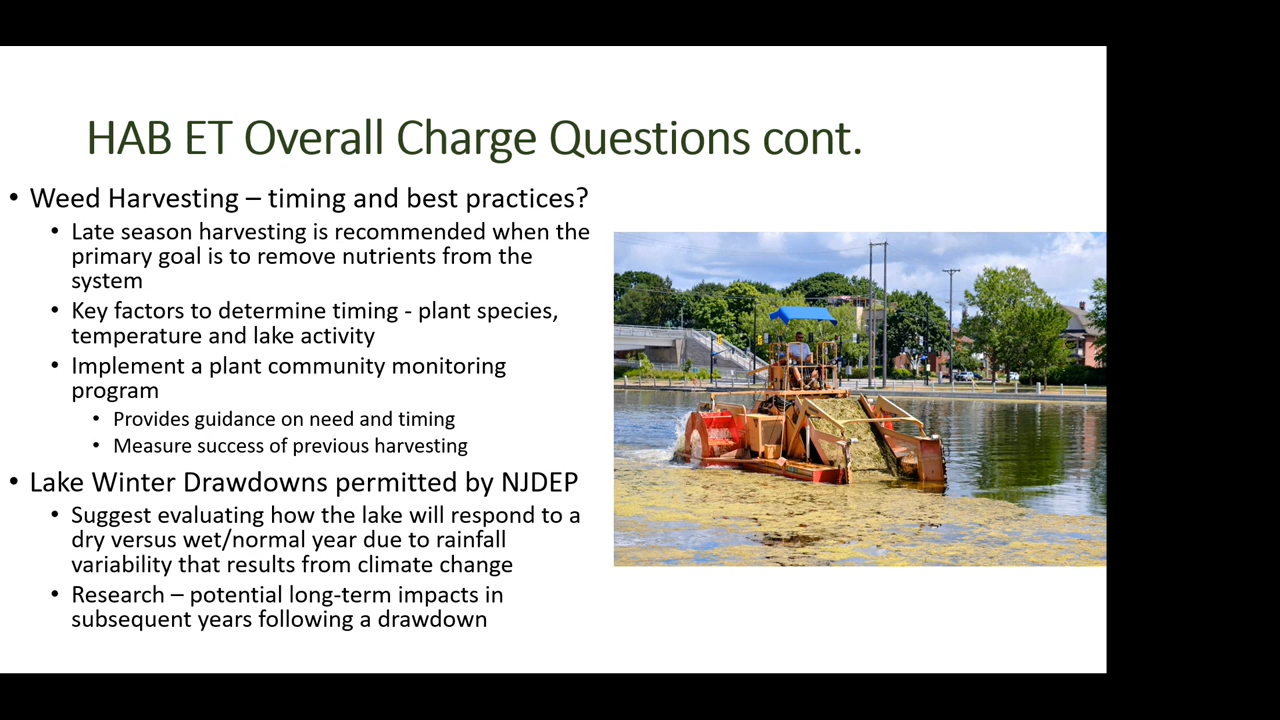 HAB ET Overall Charge Questions cont.
• Weed Harvesting – timing and best practices?
• Late season harvesting is recommended when the
primary goal is to remove nutrients from the
system
• Key factors to determine timing - plant species,
temperature and lake activity
• Implement a plant community monitoring
program
• Provides guidance on need and timing
• Measure success of previous harvesting
• Lake Winter Drawdowns permitted by NJDEP
• Suggest evaluating how the lake will respond to a
dry versus wet/normal year due to rainfall
variability that results from climate change
• Research – potential long-term impacts in
subsequent years following a drawdown